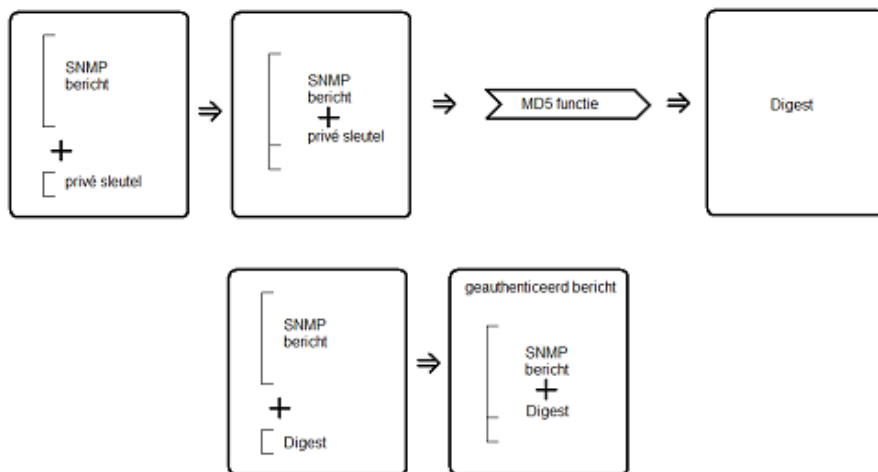 SNMP
bericht
+
privé sleutel
SNMP
bericht
+
privé sleutel
MD5 functie
Digest
SNMP
bericht
+
Digest
geauthenticeerd bericht
SNMP
bericht
+
Digest